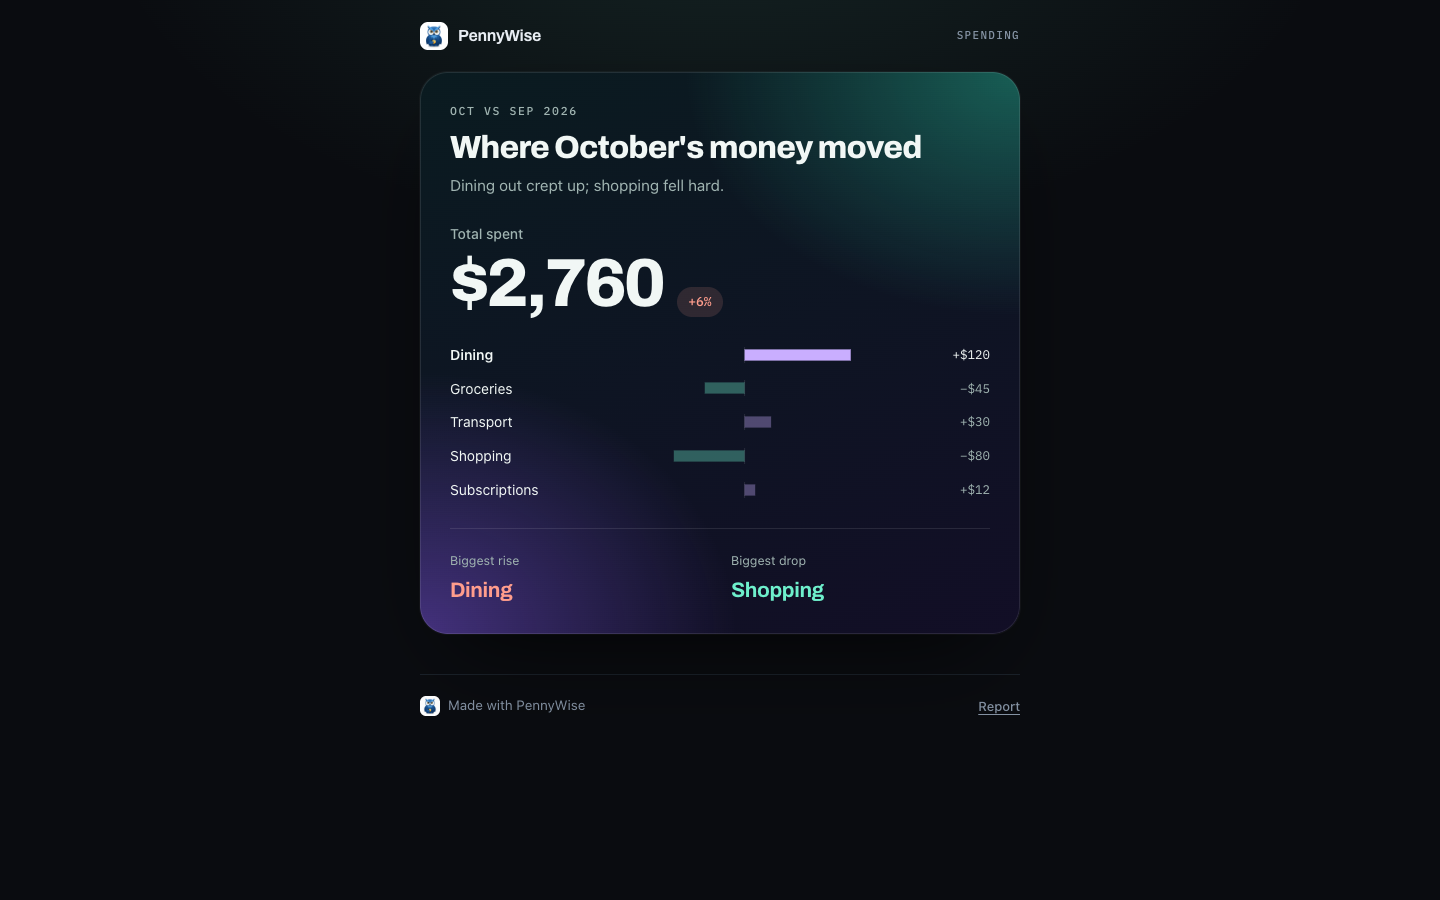 PennyWise
SPENDING
OCT VS SEP 2026
Where October's money moved
Dining out crept up; shopping fell hard.
Total spent
$2,760
+6%
Dining +$120
Groceries −$45
Transport +$30
Shopping −$80
Subscriptions +$12
Biggest rise
Dining
Biggest drop
Shopping
Made with PennyWise
Report